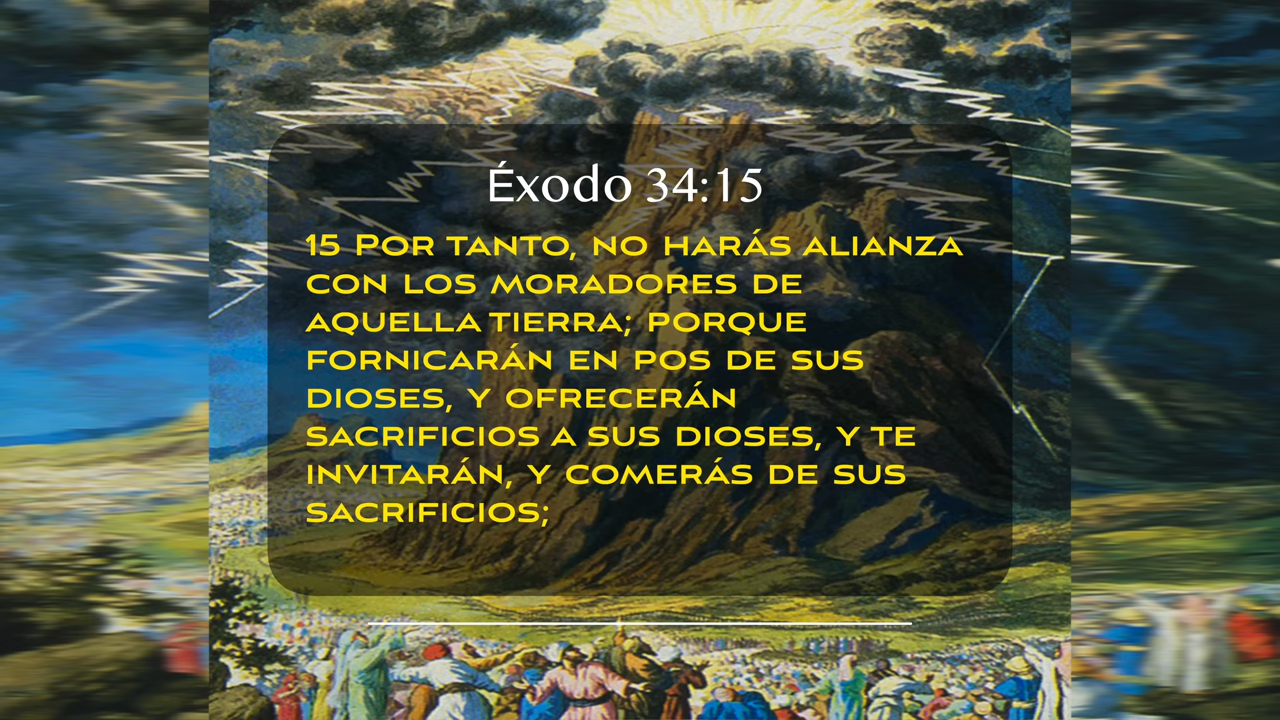 Éxodo 34:15
15 Por tanto, no harás alianza
con los moradores de
aquella tierra; porque
fornicarán en pos de sus
dioses, y ofrecerán
sacrificios a sus dioses, y te
invitarán, y comerás de sus
sacrificios;